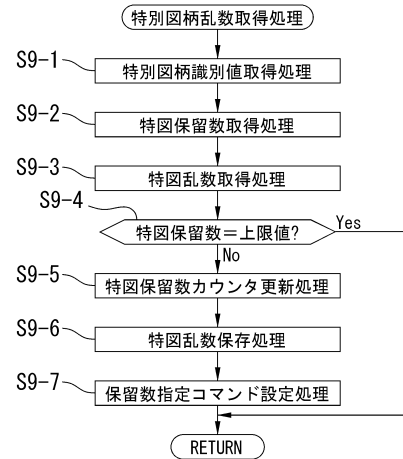 特別図柄乱数取得処理
S9-1
特別図柄識別値取得処理
S9-2
特図保留数取得処理
S9-3
特図乱数取得処理
S9-4
特図保留数=上限値?
Yes
No
S9-5
特図保留数カウンタ更新処理
S9-6
特図乱数保存処理
S9-7
保留数指定コマンド設定処理
RETURN